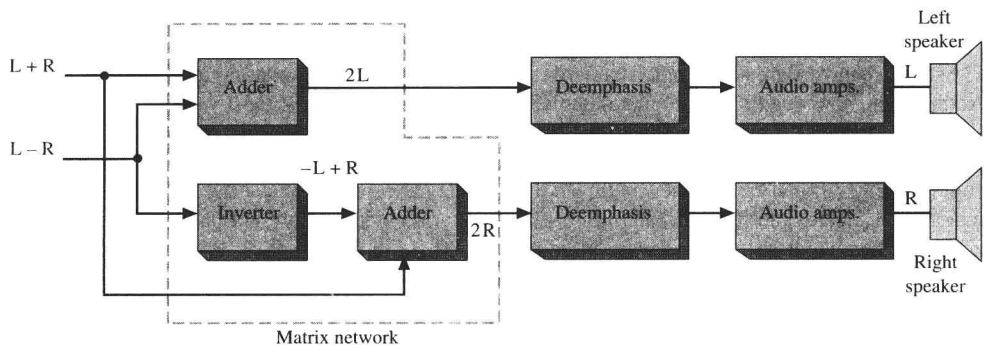 Left
speaker
L + R
Adder
2L
Deemphasis
Audio amps.
L
L – R
–L + R
Inverter
Adder
2R
Deemphasis
Audio amps.
R
Right
speaker
Matrix network